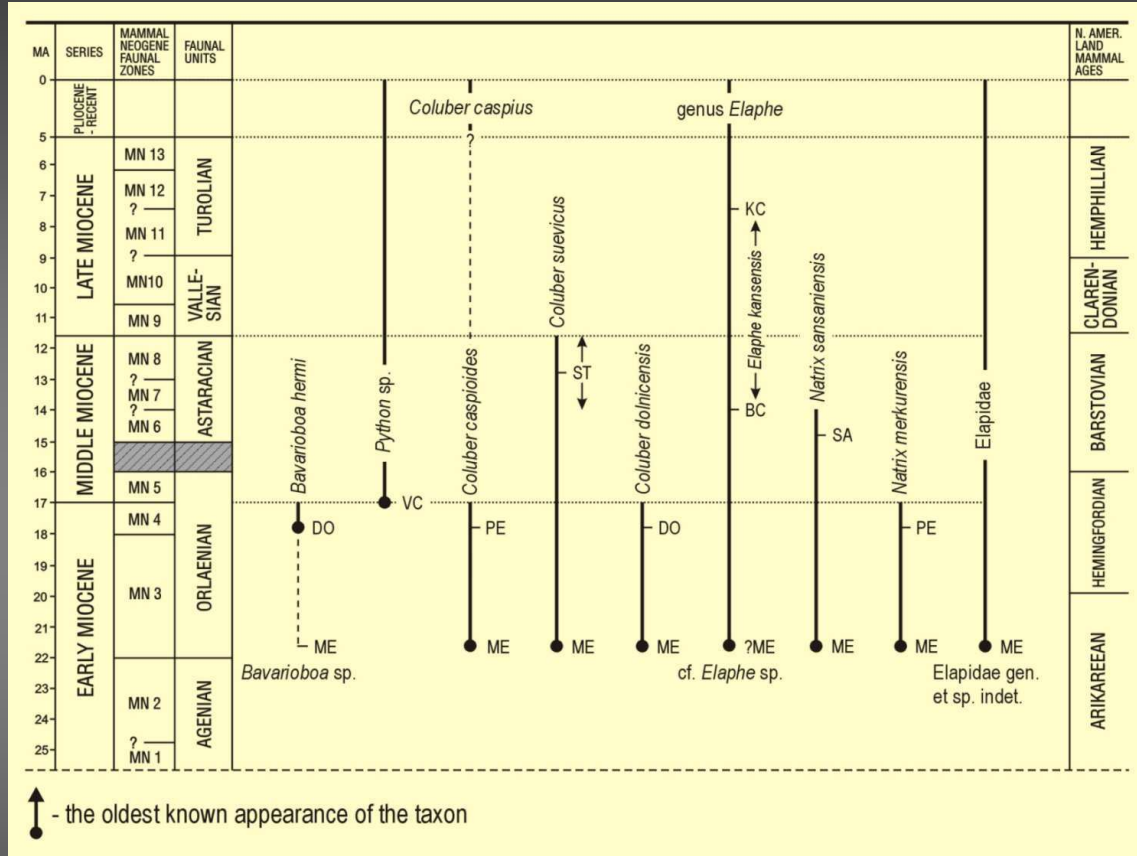 MA
SERIES
MAMMAL
NEOGENE
FAUNAL
ZONES
FAUNAL
UNITS
N. AMER.
LAND
MAMMAL
AGES
0
5
6
7
8
9
10
11
12
13
14
15
16
17
18
19
20
21
22
23
24
25
PLIOCENE
- RECENT
LATE MIOCENE
MIDDLE MIOCENE
EARLY MIOCENE
MN 13
MN 12
?
MN 11
?
MN10
MN 9
MN 8
?
MN 7
?
MN 6
MN 5
MN 4
MN 3
MN 2
?
MN 1
TUROLIAN
VALLE-
SIAN
ASTARACIAN
ORLAENIAN
AGENIAN
Bavarioboa hermi
DO
ME
Bavarioboa sp.
Python sp.
VC
Coluber caspius
?
Coluber caspioides
PE
ME
Coluber suevicus
ST
ME
Coluber dolnicensis
DO
ME
genus Elaphe
KC
Elaphe kansensis
BC
?ME
cf. Elaphe sp.
Natrix sansaniensis
SA
ME
Natrix merkurensis
PE
ME
Elapidae
ME
Elapidae gen.
et sp. indet.
HEMPHILLIAN
CLAREN-
DONIAN
BARSTOVIAN
HEMINGFORDIAN
ARIKAREEAN
- the oldest known appearance of the taxon